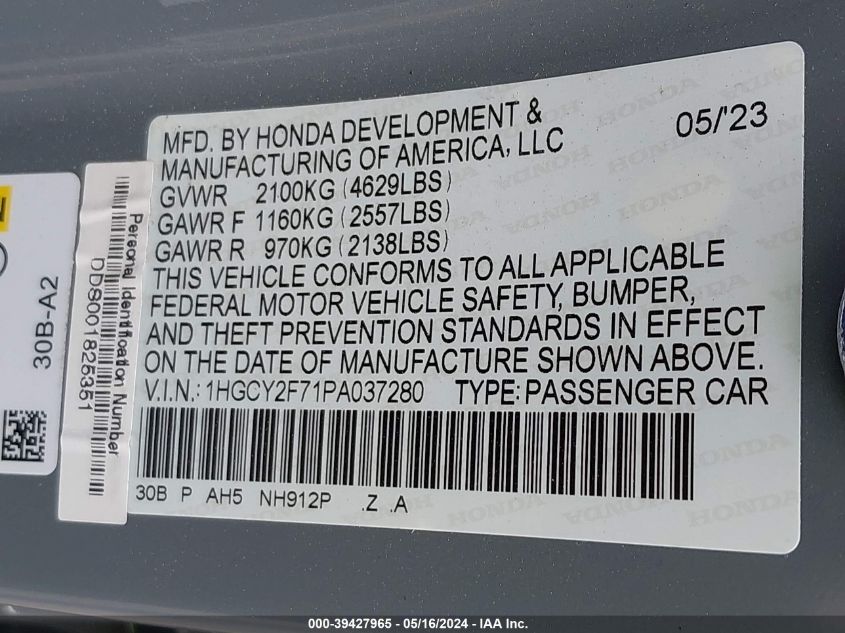 MFD. BY HONDA DEVELOPMENT &
MANUFACTURING OF AMERICA, LLC
05/'23
GVWR 2100KG (4629LBS)
GAWR F 1160KG (2557LBS)
GAWR R 970KG (2138LBS)
THIS VEHICLE CONFORMS TO ALL APPLICABLE
FEDERAL MOTOR VEHICLE SAFETY, BUMPER,
AND THEFT PREVENTION STANDARDS IN EFFECT
ON THE DATE OF MANUFACTURE SHOWN ABOVE.
V.I.N.: 1HGCY2F71PA037280 TYPE: PASSENGER CAR
30B P AH5 NH912P .Z .A
Personal Identification Number
DD8001825351
30B-A2
000-39427965 - 05/16/2024 - IAA Inc.